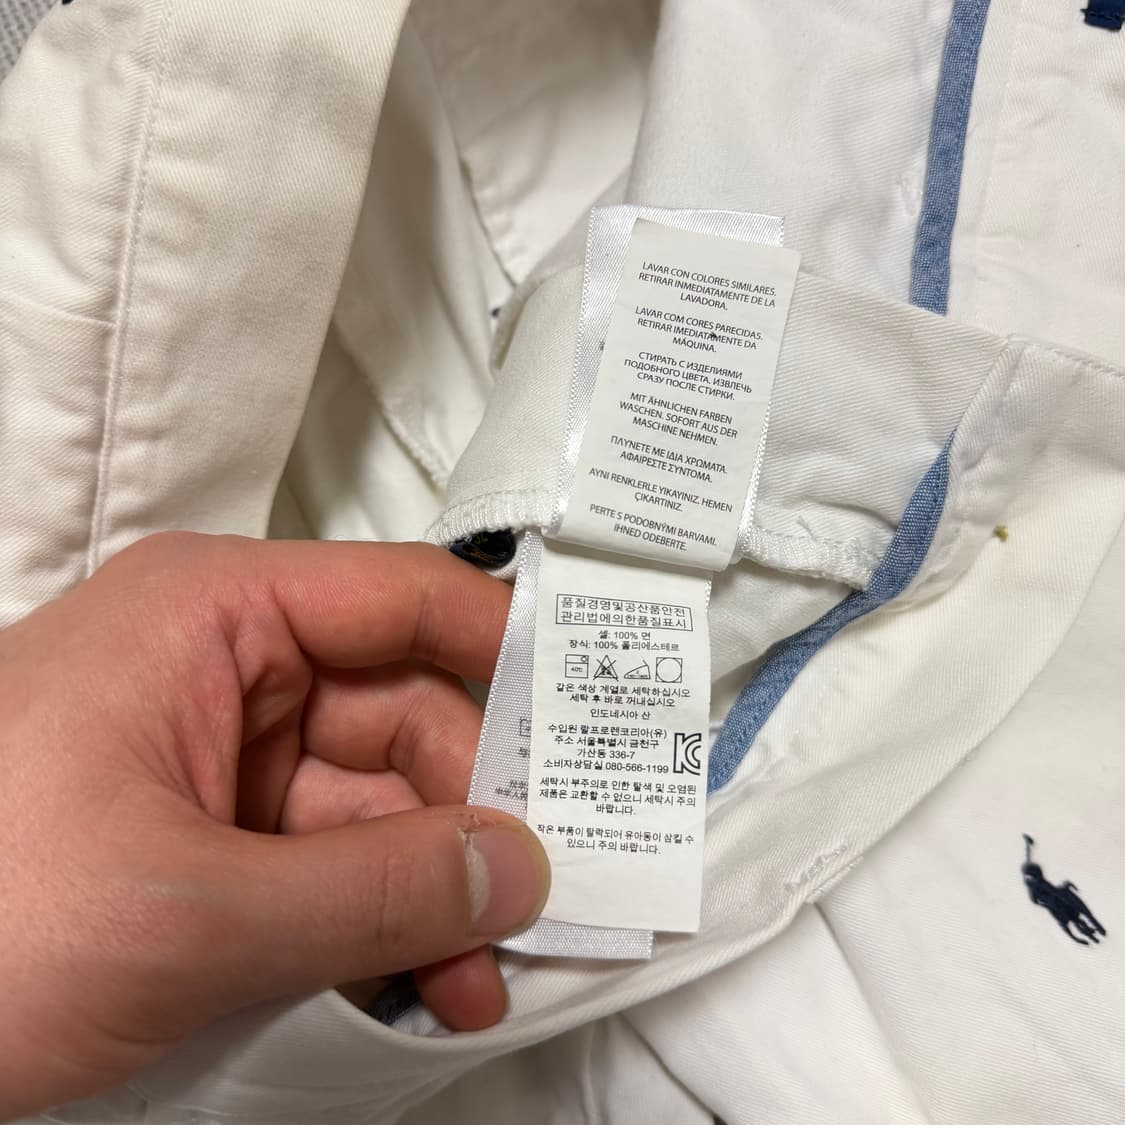 LAVAR CON COLORES SIMILARES.
RETIRAR INMEDIATAMENTE DE LA
LAVADORA.
LAVAR COM CORES PARECIDAS.
RETIRAR IMEDIATAMENTE DA
MÁQUINA.
СТИРАТЬ С ИЗДЕЛИЯМИ
ПОДОБНОГО ЦВЕТА. ИЗВЛЕЧЬ
СРАЗУ ПОСЛЕ СТИРКИ.
MIT ÄHNLICHEN FARBEN
WASCHEN. SOFORT AUS DER
MASCHINE NEHMEN.
ΠΛΥΝΕΤΕ ΜΕ ΙΔΙΑ ΧΡΩΜΑΤΑ.
ΑΦΑΙΡΕΣΤΕ ΣΥΝΤΟΜΑ.
AYNI RENKLERLE YIKAYINIZ. HEMEN
ÇIKARTINIZ.
PERTE S PODOBNÝMI BARVAMI.
IHNED ODEBERTE.
품질경영및공산품안전
관리법에의한품질표시
셀: 100% 면
장식: 100% 폴리에스테르
40℃
같은 색상 계열로 세탁하십시오
세탁 후 바로 꺼내십시오
인도네시아 산
수입원 랄프로렌코리아(유)
주소 서울특별시 금천구
가산동 336-7
소비자상담실 080-566-1199
세탁시 부주의로 인한 탈색 및 오염된
제품은 교환할 수 없으니 세탁시 주의
바랍니다.
작은 부품이 탈락되어 유아동이 삼킬 수
있으니 주의 바랍니다.